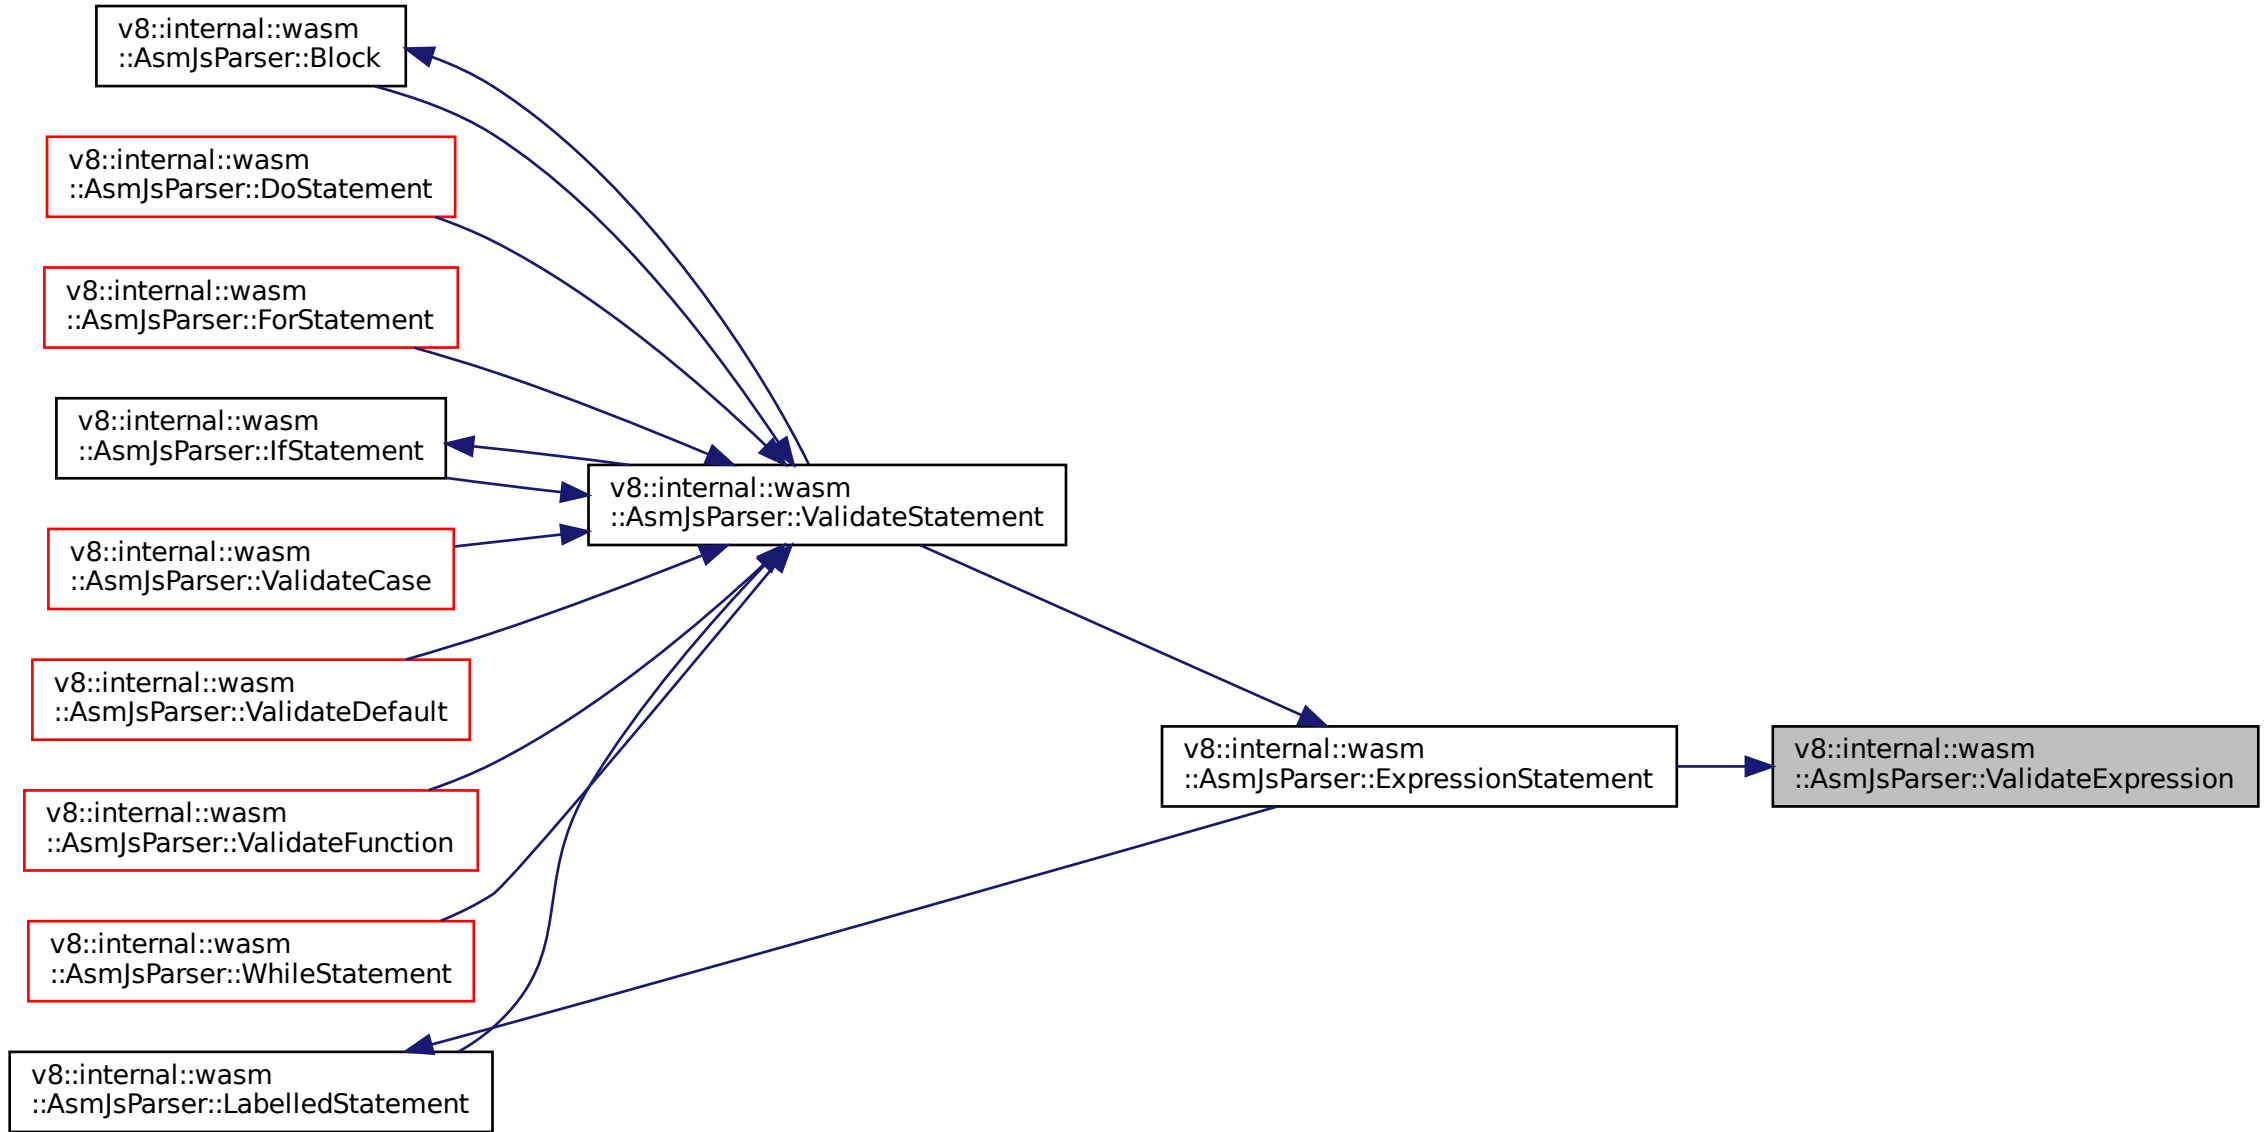 v8::internal::wasm
::AsmJsParser::Block
v8::internal::wasm
::AsmJsParser::DoStatement
v8::internal::wasm
::AsmJsParser::ForStatement
v8::internal::wasm
::AsmJsParser::IfStatement
v8::internal::wasm
::AsmJsParser::ValidateStatement
v8::internal::wasm
::AsmJsParser::ValidateCase
v8::internal::wasm
::AsmJsParser::ValidateDefault
v8::internal::wasm
::AsmJsParser::ExpressionStatement
v8::internal::wasm
::AsmJsParser::ValidateExpression
v8::internal::wasm
::AsmJsParser::ValidateFunction
v8::internal::wasm
::AsmJsParser::WhileStatement
v8::internal::wasm
::AsmJsParser::LabelledStatement